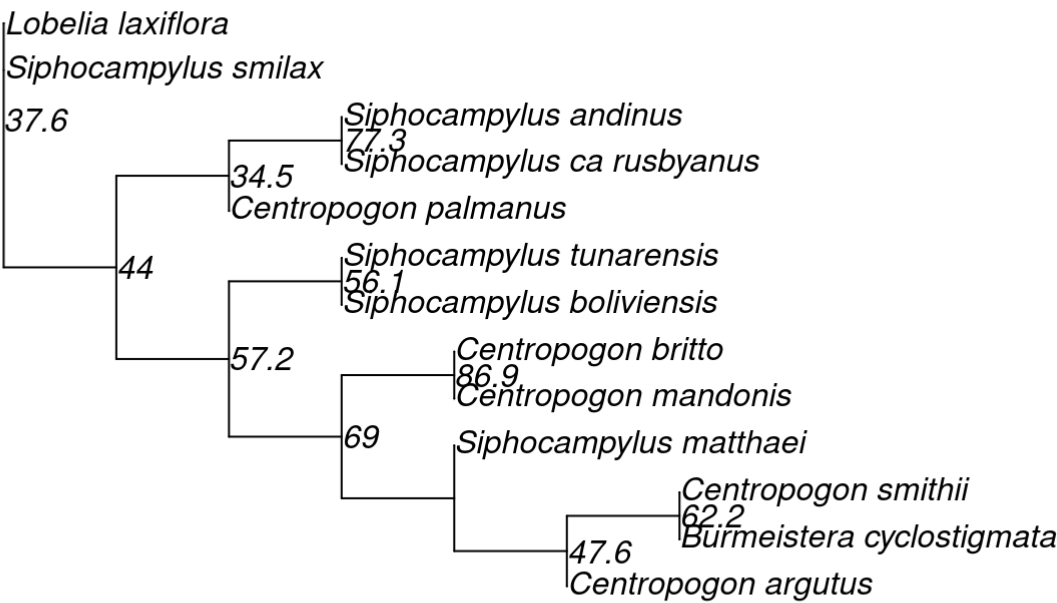 Lobelia laxiflora
Siphocampylus smilax
37.6
Siphocampylus andinus
77.3
Siphocampylus ca rusbyanus
34.5
Centropogon palmanus
Siphocampylus tunarensis
44
56.1
Siphocampylus boliviensis
Centropogon britto
57.2
86.9
Centropogon mandonis
69
Siphocampylus matthaei
Centropogon smithii
62.2
Burmeistera cyclostigmata
47.6
Centropogon argutus